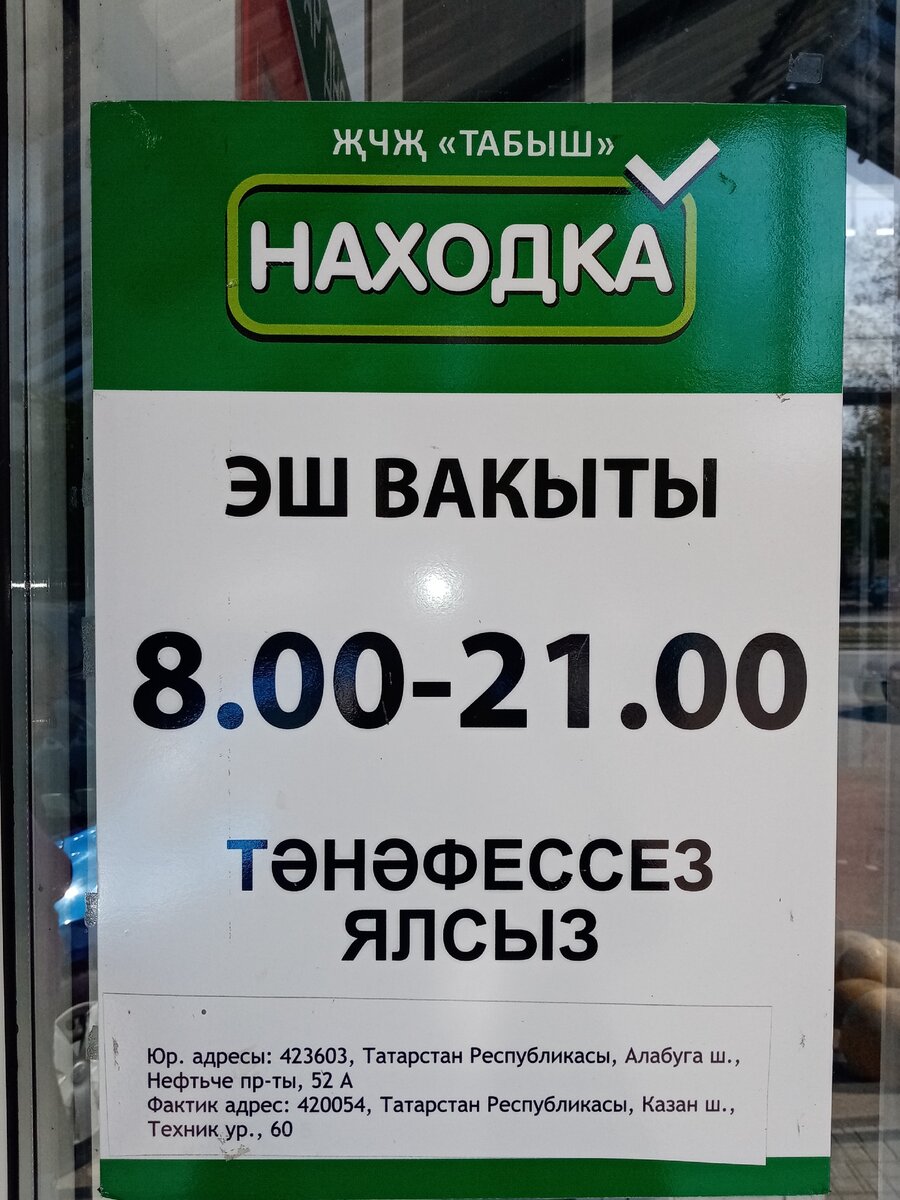 ҖЧҖ «ТАБЫШ»
НАХОДКА
ЭШ ВАКЫТЫ
8.00-21.00
ТӘНӘФЕССЕЗ
ЯЛСЫЗ
Юр. адресы: 423603, Татарстан Республикасы, Алабуга ш.,
Нефтьче пр-ты, 52 А
Фактик адрес: 420054, Татарстан Республикасы, Казан ш.,
Техник ур., 60